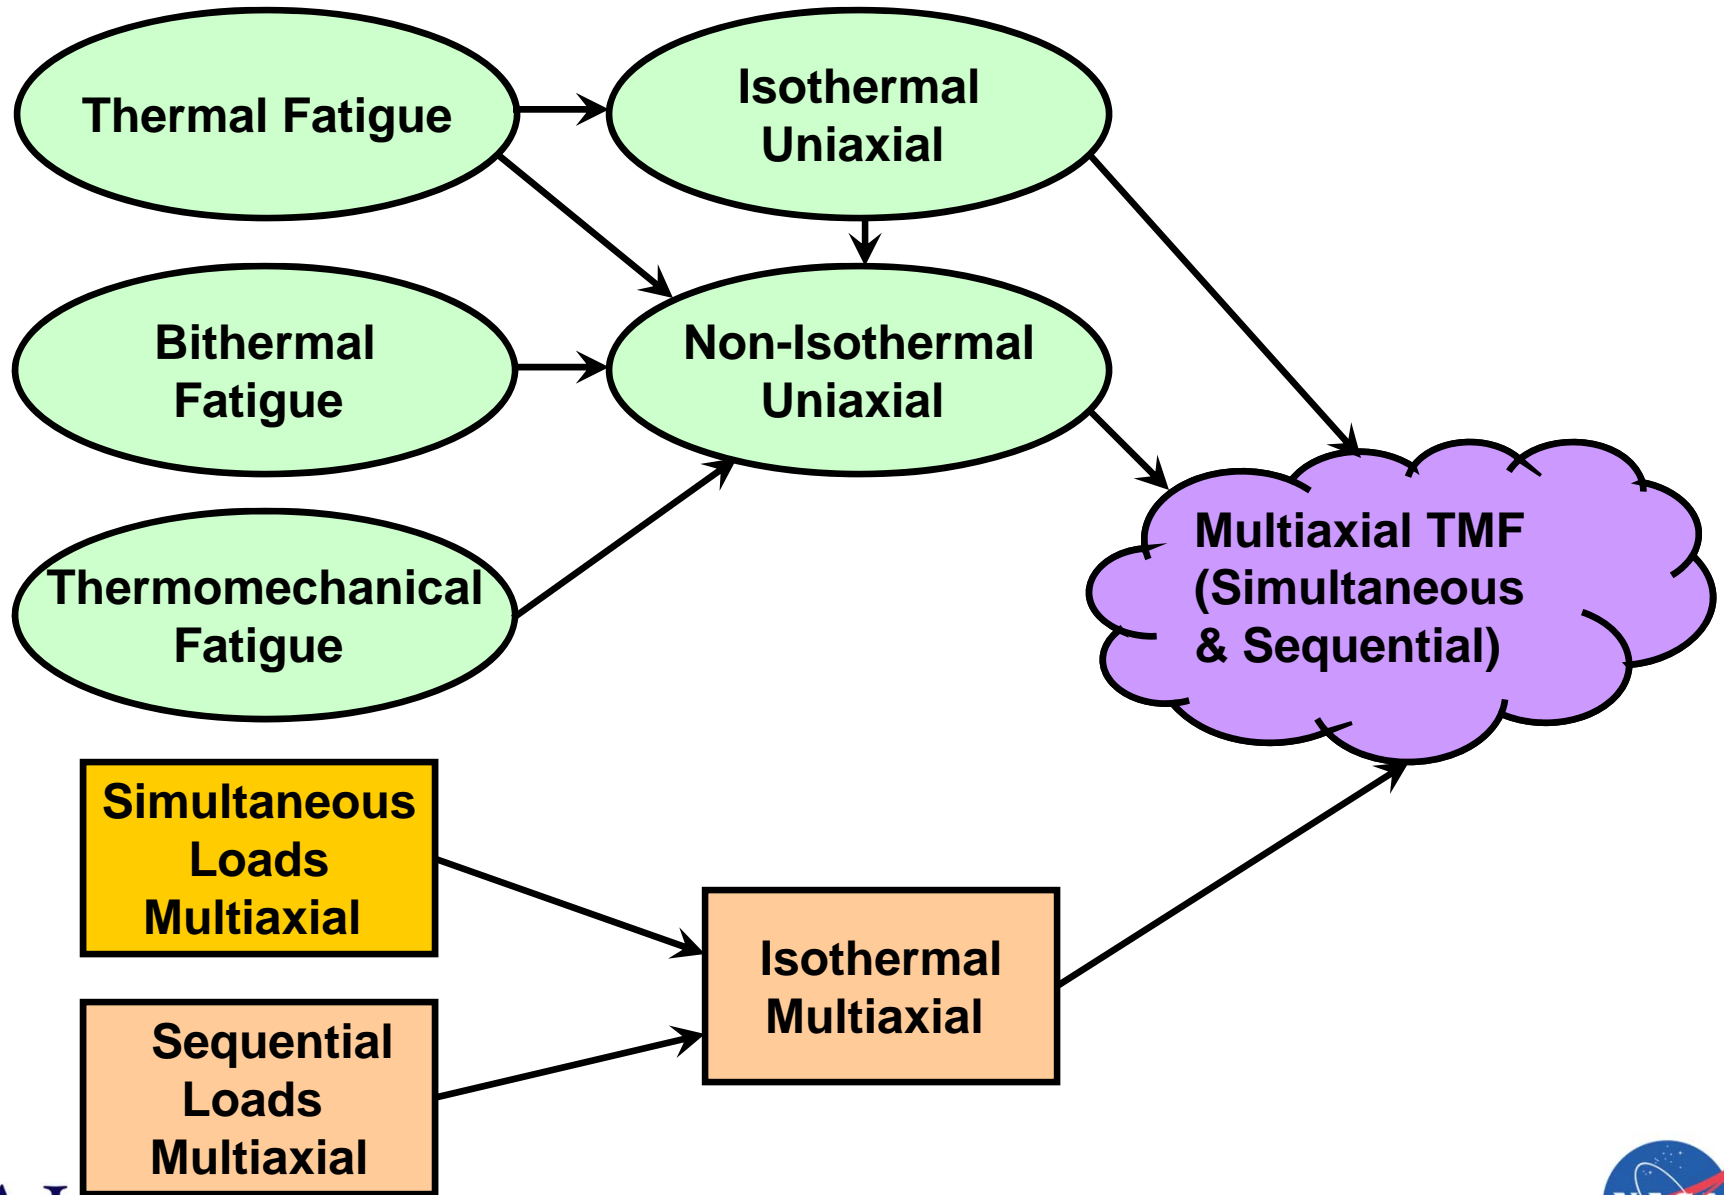 Thermal Fatigue
Isothermal
Uniaxial
Bithermal
Fatigue
Non-Isothermal
Uniaxial
Thermomechanical
Fatigue
Multiaxial TMF
(Simultaneous
& Sequential)
Simultaneous
Loads
Multiaxial
Isothermal
Multiaxial
Sequential
Loads
Multiaxial